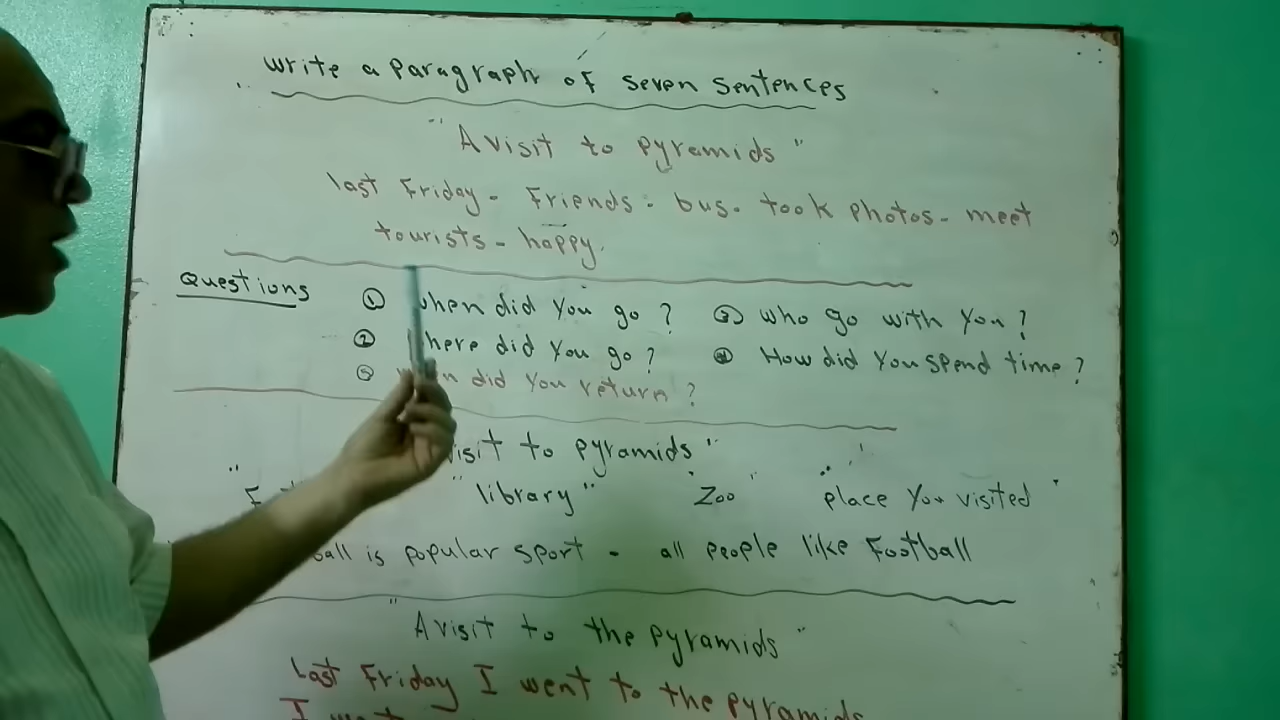 Write a paragraph of seven sentences
"A visit to pyramids"
last Friday - Friends - bus - took photos - meet
tourists - happy.
Questions ① when did you go ? ③ who go with you ?
② here did you go ? ④ How did you spend time ?
⑤ n did you return ?
isit to pyramids"
"library" "Zoo" "place you visited"
ball is popular sport - all people like Football
"A visit to the pyramids"
Last Friday I went to the pyramids
I